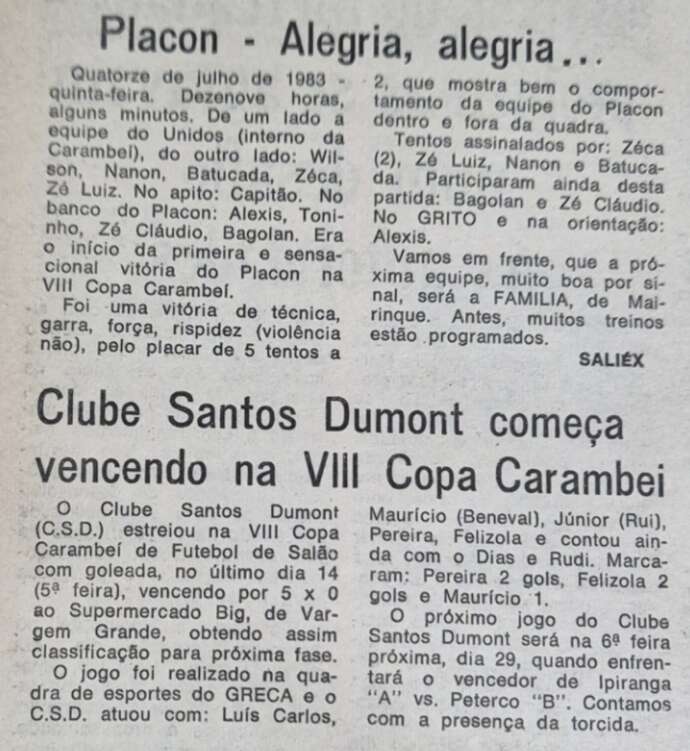 Placon - Alegria, alegria...
Quatorze de julho de 1983 -
quinta-feira. Dezenove horas,
alguns minutos. De um lado a
equipe do Unidos (interno da
Carambeí), do outro lado: Wil-
son, Nanon, Batucada, Zéca,
Zé Luiz. No apito: Capitão. No
banco do Placon: Alexis, Toni-
nho, Zé Cláudio, Bagolan. Era
o início da primeira e sensa-
cional vitória do Placon na
VIII Copa Carambeí.
Foi uma vitória de técnica,
garra, força, rispidez (violência
não), pelo placar de 5 tentos a
2, que mostra bem o compor-
tamento da equipe do Placon
dentro e fora da quadra.
Tentos assinalados por: Zéca
(2), Zé Luiz, Nanon e Batuca-
da. Participaram ainda desta
partida: Bagolan e Zé Cláudio.
No GRITO e na orientação:
Alexis.
Vamos em frente, que a pró-
xima equipe, muito boa por si-
nal, será a FAMILIA, de Mai-
rinque. Antes, muitos treinos
estão programados.
SALIÉX
Clube Santos Dumont começa
vencendo na VIII Copa Carambei
O Clube Santos Dumont
(C.S.D.) estreiou na VIII Copa
Carambeí de Futebol de Salão
com goleada, no último dia 14
(5ª feira), vencendo por 5 x 0
ao Supermercado Big, de Var-
gem Grande, obtendo assim
classificação para próxima fase.
O jogo foi realizado na qua-
dra de esportes do GRECA e o
C.S.D. atuou com: Luís Carlos,
Maurício (Beneval), Júnior (Rui),
Pereira, Felizola e contou ain-
da com o Dias e Rudi. Marca-
ram: Pereira 2 gols, Felizola 2
gols e Maurício 1.
O próximo jogo do Clube
Santos Dumont será na 6ª feira
próxima, dia 29, quando enfren-
tará o vencedor de Ipiranga
"A" vs. Peterco "B". Contamos
com a presença da torcida.